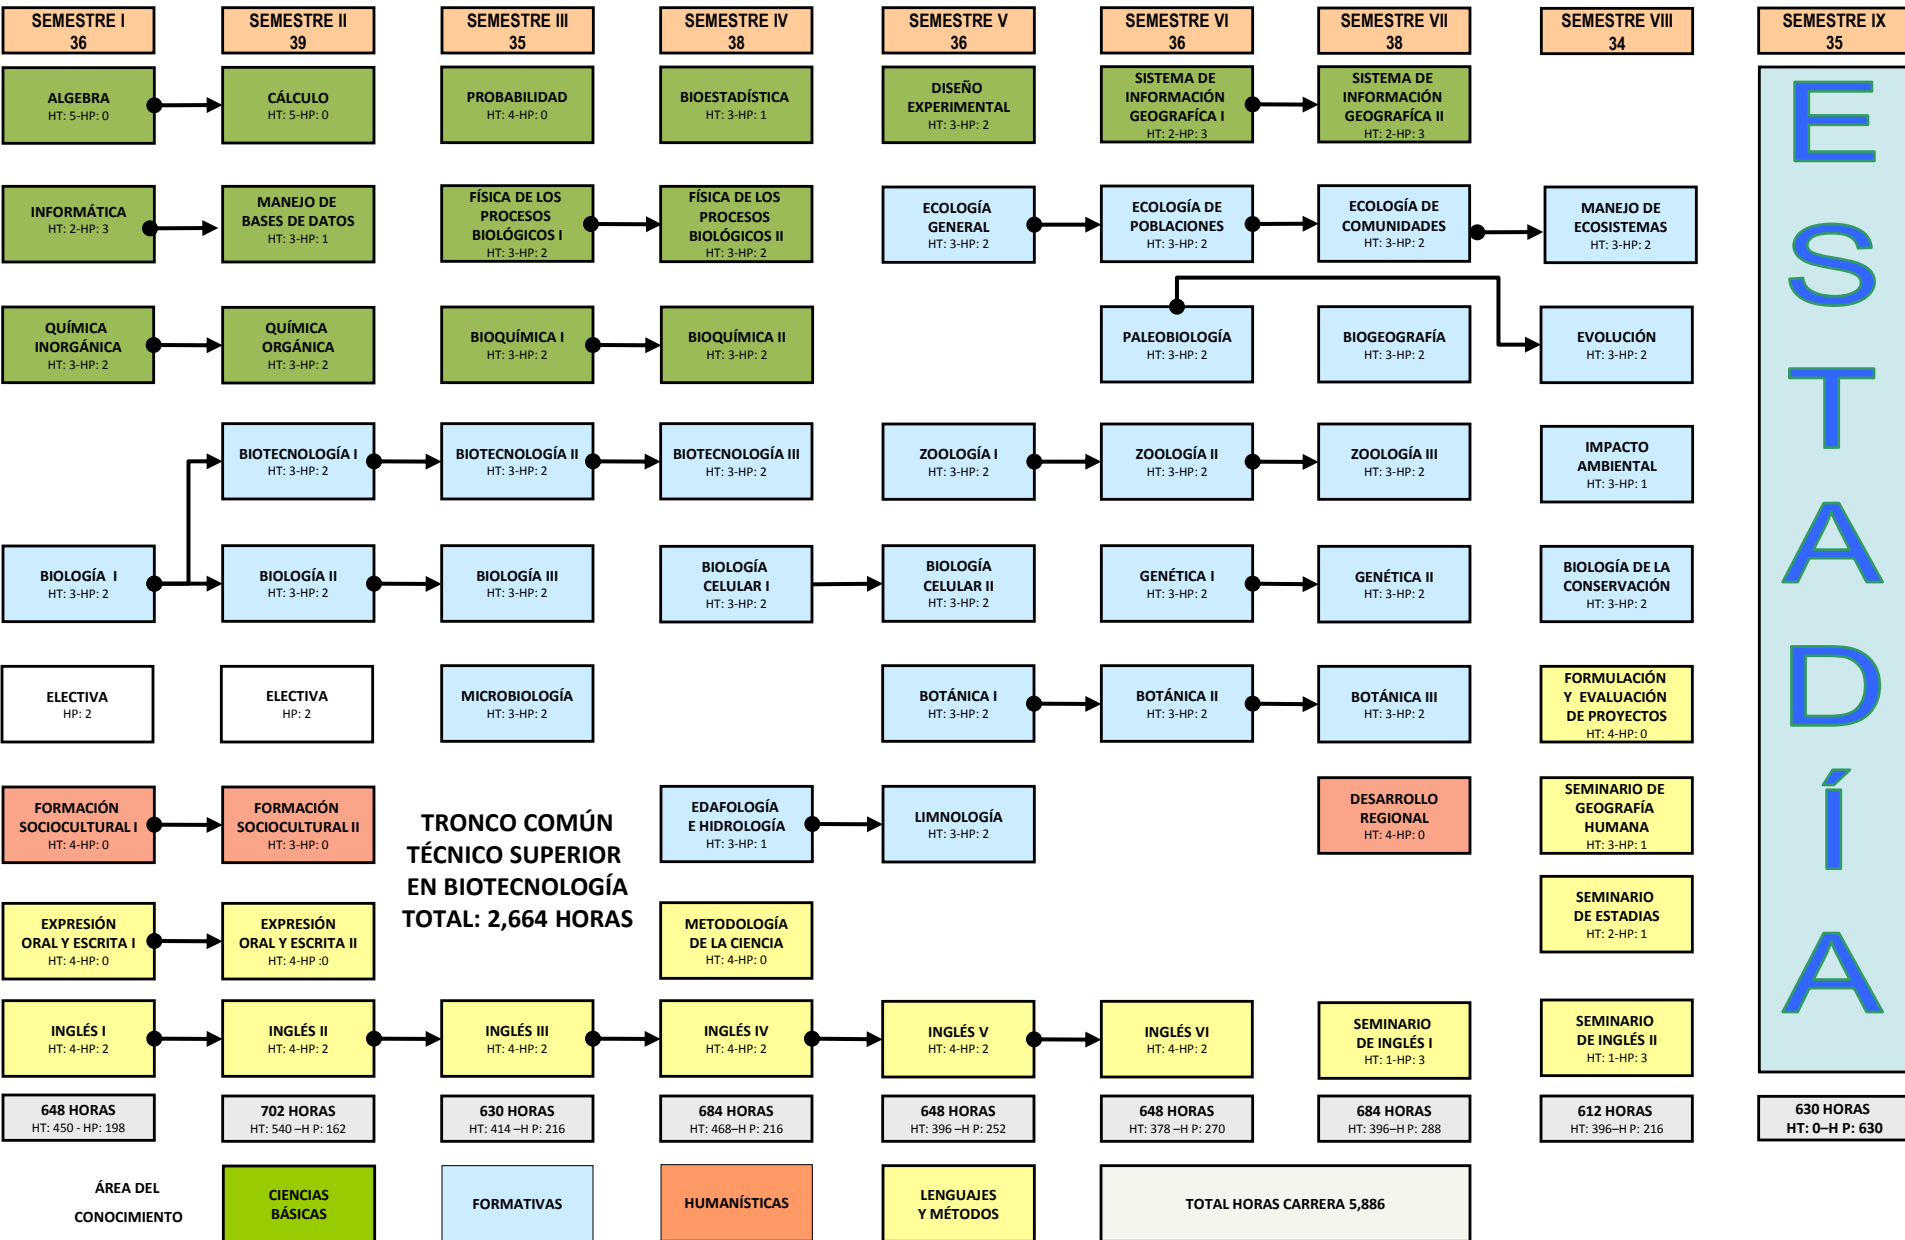 SEMESTRE I
36
SEMESTRE II
39
SEMESTRE III
35
SEMESTRE IV
38
SEMESTRE V
36
SEMESTRE VI
36
SEMESTRE VII
38
SEMESTRE VIII
34
SEMESTRE IX
35
ALGEBRA
HT: 5-HP: 0
CÁLCULO
HT: 5-HP: 0
PROBABILIDAD
HT: 4-HP: 0
BIOESTADÍSTICA
HT: 3-HP: 1
DISEÑO
EXPERIMENTAL
HT: 3-HP: 2
SISTEMA DE
INFORMACIÓN
GEOGRAFÍCA I
HT: 2-HP: 3
SISTEMA DE
INFORMACIÓN
GEOGRAFÍCA II
HT: 2-HP: 3
INFORMÁTICA
HT: 2-HP: 3
MANEJO DE
BASES DE DATOS
HT: 3-HP: 1
FÍSICA DE LOS
PROCESOS
BIOLÓGICOS I
HT: 3-HP: 2
FÍSICA DE LOS
PROCESOS
BIOLÓGICOS II
HT: 3-HP: 2
ECOLOGÍA
GENERAL
HT: 3-HP: 2
ECOLOGÍA DE
POBLACIONES
HT: 3-HP: 2
ECOLOGÍA DE
COMUNIDADES
HT: 3-HP: 2
MANEJO DE
ECOSISTEMAS
HT: 3-HP: 2
QUÍMICA
INORGÁNICA
HT: 3-HP: 2
QUÍMICA
ORGÁNICA
HT: 3-HP: 2
BIOQUÍMICA I
HT: 3-HP: 2
BIOQUÍMICA II
HT: 3-HP: 2
PALEOBIOLOGÍA
HT: 3-HP: 2
BIOGEOGRAFÍA
HT: 3-HP: 2
EVOLUCIÓN
HT: 3-HP: 2
BIOTECNOLOGÍA I
HT: 3-HP: 2
BIOTECNOLOGÍA II
HT: 3-HP: 2
BIOTECNOLOGÍA III
HT: 3-HP: 2
ZOOLOGÍA I
HT: 3-HP: 2
ZOOLOGÍA II
HT: 3-HP: 2
ZOOLOGÍA III
HT: 3-HP: 2
IMPACTO
AMBIENTAL
HT: 3-HP: 1
BIOLOGÍA I
HT: 3-HP: 2
BIOLOGÍA II
HT: 3-HP: 2
BIOLOGÍA III
HT: 3-HP: 2
BIOLOGÍA
CELULAR I
HT: 3-HP: 2
BIOLOGÍA
CELULAR II
HT: 3-HP: 2
GENÉTICA I
HT: 3-HP: 2
GENÉTICA II
HT: 3-HP: 2
BIOLOGÍA DE LA
CONSERVACIÓN
HT: 3-HP: 2
ELECTIVA
HP: 2
ELECTIVA
HP: 2
MICROBIOLOGÍA
HT: 3-HP: 2
BOTÁNICA I
HT: 3-HP: 2
BOTÁNICA II
HT: 3-HP: 2
BOTÁNICA III
HT: 3-HP: 2
FORMULACIÓN
Y EVALUACIÓN
DE PROYECTOS
HT: 4-HP: 0
FORMACIÓN
SOCIOCULTURAL I
HT: 4-HP: 0
FORMACIÓN
SOCIOCULTURAL II
HT: 3-HP: 0
TRONCO COMÚN
TÉCNICO SUPERIOR
EN BIOTECNOLOGÍA
TOTAL: 2,664 HORAS
EDAFOLOGÍA
E HIDROLOGÍA
HT: 3-HP: 1
LIMNOLOGÍA
HT: 3-HP: 2
DESARROLLO
REGIONAL
HT: 4-HP: 0
SEMINARIO DE
GEOGRAFÍA
HUMANA
HT: 3-HP: 1
EXPRESIÓN
ORAL Y ESCRITA I
HT: 4-HP: 0
EXPRESIÓN
ORAL Y ESCRITA II
HT: 4-HP :0
METODOLOGÍA
DE LA CIENCIA
HT: 4-HP: 0
SEMINARIO
DE ESTADIAS
HT: 2-HP: 1
INGLÉS I
HT: 4-HP: 2
INGLÉS II
HT: 4-HP: 2
INGLÉS III
HT: 4-HP: 2
INGLÉS IV
HT: 4-HP: 2
INGLÉS V
HT: 4-HP: 2
INGLÉS VI
HT: 4-HP: 2
SEMINARIO
DE INGLÉS I
HT: 1-HP: 3
SEMINARIO
DE INGLÉS II
HT: 1-HP: 3
ESTADÍA
648 HORAS
HT: 450 - HP: 198
702 HORAS
HT: 540 –H P: 162
630 HORAS
HT: 414 –H P: 216
684 HORAS
HT: 468–H P: 216
648 HORAS
HT: 396 –H P: 252
648 HORAS
HT: 378 –H P: 270
684 HORAS
HT: 396–H P: 288
612 HORAS
HT: 396–H P: 216
630 HORAS
HT: 0–H P: 630
ÁREA DEL
CONOCIMIENTO
CIENCIAS
BÁSICAS
FORMATIVAS
HUMANÍSTICAS
LENGUAJES
Y MÉTODOS
TOTAL HORAS CARRERA 5,886